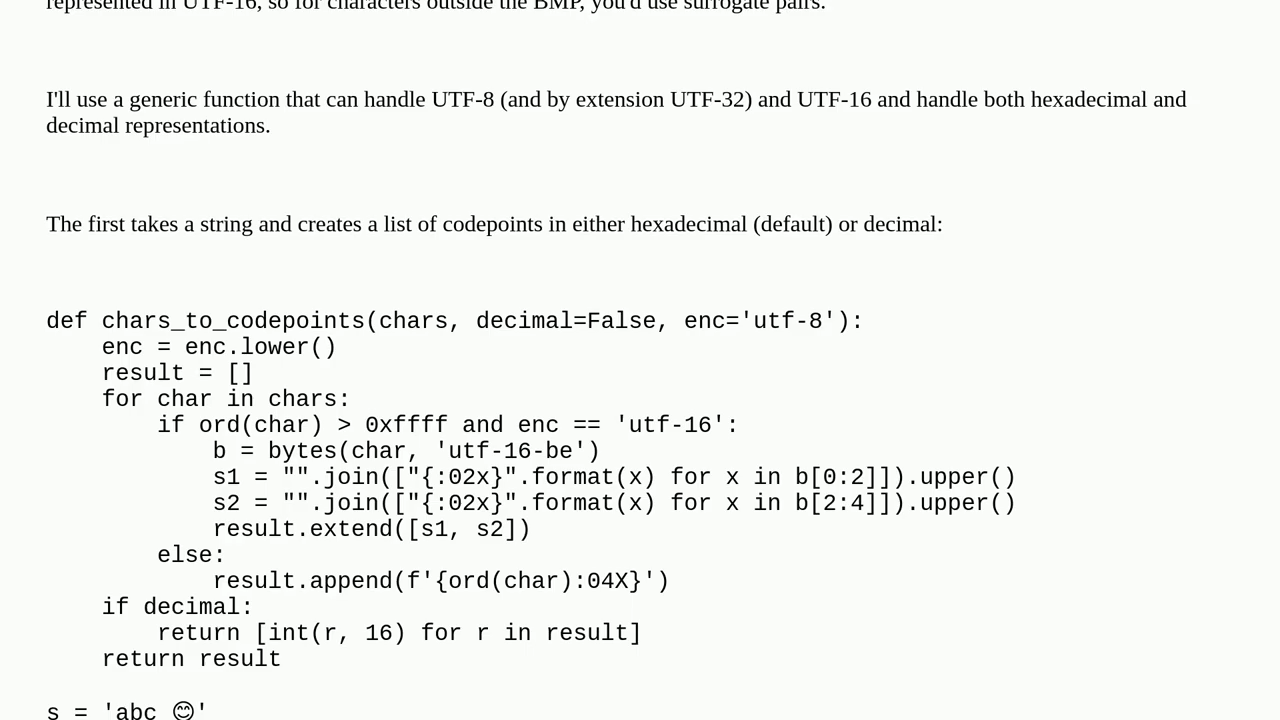 represented in UTF-16, so for characters outside the BMP, you'd use surrogate pairs.
I'll use a generic function that can handle UTF-8 (and by extension UTF-32) and UTF-16 and handle both hexadecimal and
decimal representations.
The first takes a string and creates a list of codepoints in either hexadecimal (default) or decimal:
def chars_to_codepoints(chars, decimal=False, enc='utf-8'):
    enc = enc.lower()
    result = []
    for char in chars:
        if ord(char) > 0xffff and enc == 'utf-16':
            b = bytes(char, 'utf-16-be')
            s1 = "".join(["{:02x}".format(x) for x in b[0:2]]).upper()
            s2 = "".join(["{:02x}".format(x) for x in b[2:4]]).upper()
            result.extend([s1, s2])
        else:
            result.append(f'{ord(char):04X}')
    if decimal:
        return [int(r, 16) for r in result]
    return result
s = 'abc 😊'